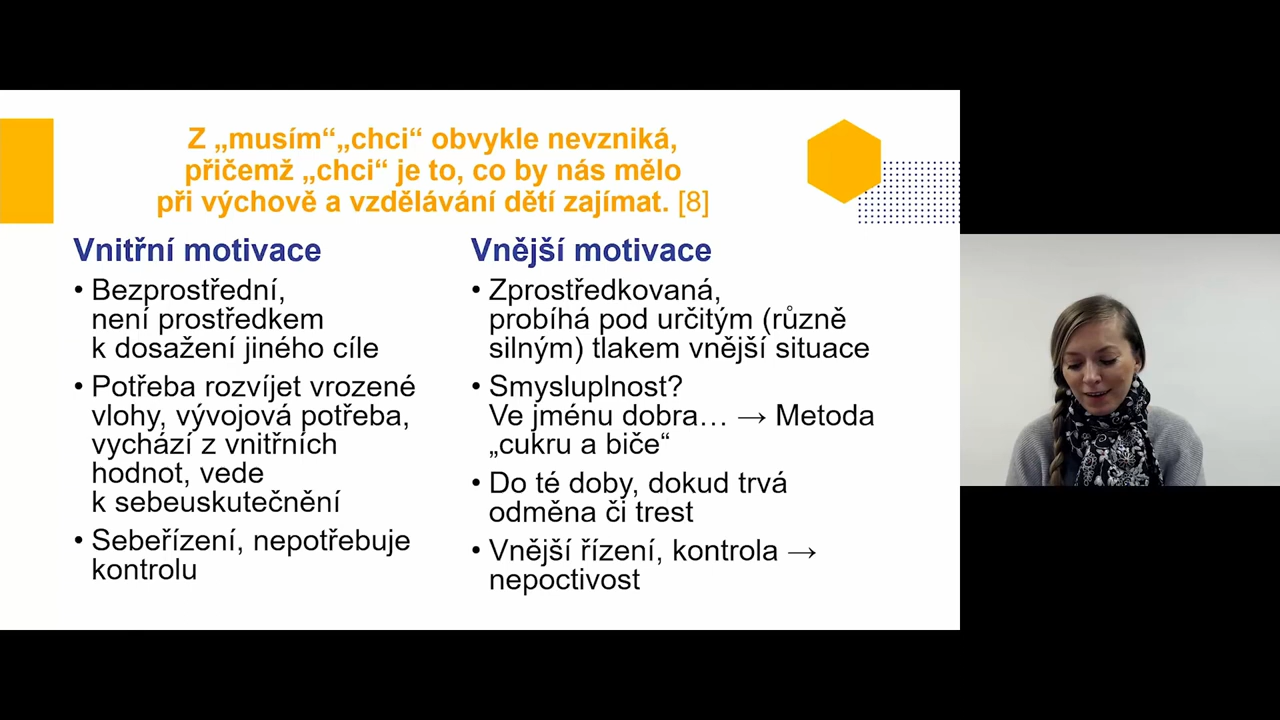 Z „musím“„chci“ obvykle nevzniká,
přičemž „chci“ je to, co by nás mělo
při výchově a vzdělávání dětí zajímat. [8]
Vnitřní motivace
• Bezprostřední,
není prostředkem
k dosažení jiného cíle
• Potřeba rozvíjet vrozené
vlohy, vývojová potřeba,
vychází z vnitřních
hodnot, vede
k sebeuskutečnění
• Sebeřízení, nepotřebuje
kontrolu
Vnější motivace
• Zprostředkovaná,
probíhá pod určitým (různě
silným) tlakem vnější situace
• Smysluplnost?
Ve jménu dobra… → Metoda
„cukru a biče“
• Do té doby, dokud trvá
odměna či trest
• Vnější řízení, kontrola →
nepoctivost